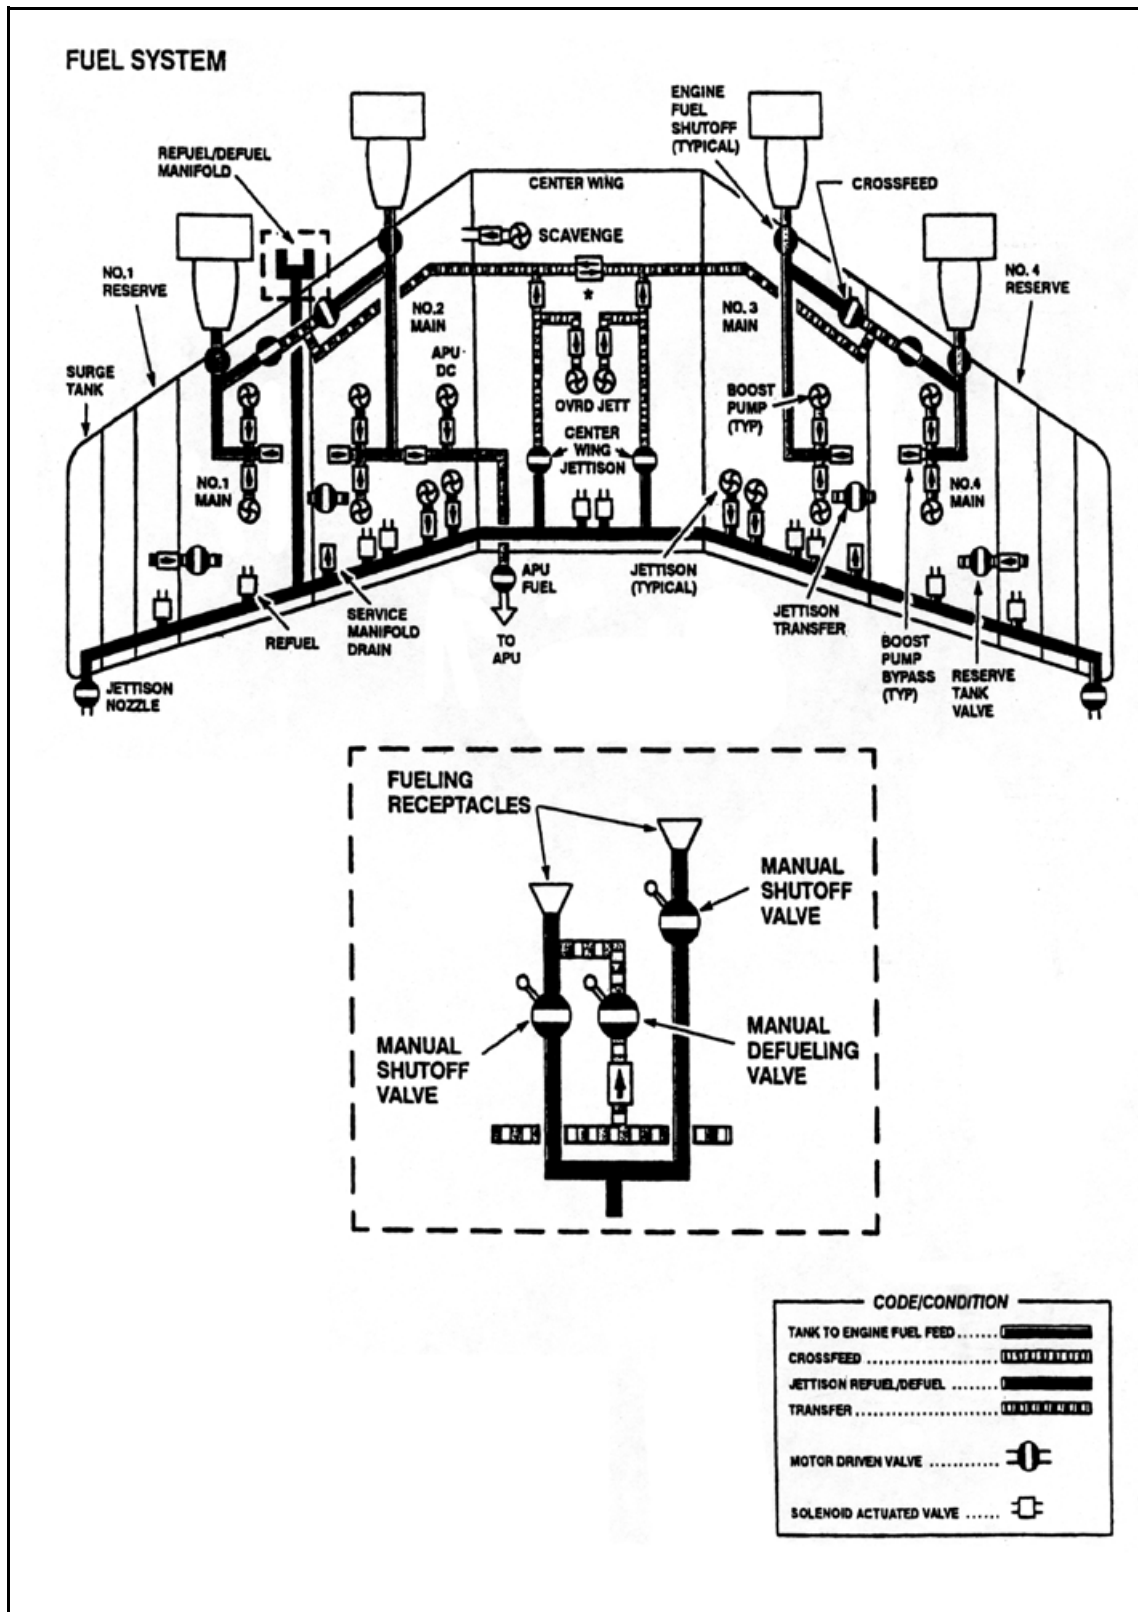 FUEL SYSTEM
REFUEL/DEFUEL
MANIFOLD
ENGINE
FUEL
SHUTOFF
(TYPICAL)
CENTER WING
CROSSFEED
SCAVENGE
NO.1
RESERVE
NO.2
MAIN
*
NO. 3
MAIN
NO. 4
RESERVE
SURGE
TANK
APU
DC
OVRD JETT
BOOST
PUMP
(TYP)
CENTER
WING
JETTISON
NO.1
MAIN
NO.4
MAIN
APU
FUEL
JETTISON
(TYPICAL)
JETTISON
TRANSFER
REFUEL
SERVICE
MANIFOLD
DRAIN
TO
APU
BOOST
PUMP
BYPASS
(TYP)
RESERVE
TANK
VALVE
JETTISON
NOZZLE
FUELING
RECEPTACLES
MANUAL
SHUTOFF
VALVE
MANUAL
SHUTOFF
VALVE
MANUAL
DEFUELING
VALVE
CODE/CONDITION
TANK TO ENGINE FUEL FEED .......
CROSSFEED ......................
JETTISON REFUEL/DEFUEL ........
TRANSFER ........................
MOTOR DRIVEN VALVE ............
SOLENOID ACTUATED VALVE ......